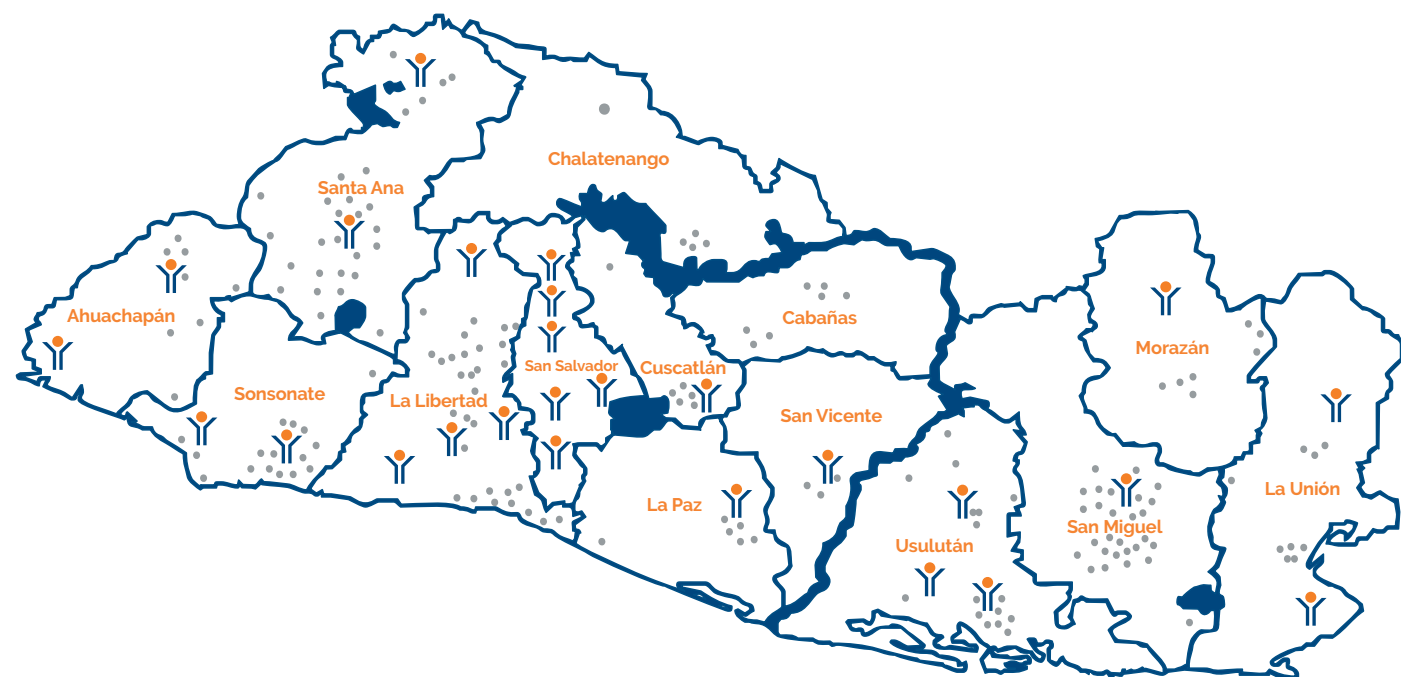 Chalatenango
Santa Ana
Ahuachapán
Cabañas
Morazán
San Salvador
Cuscatlán
Sonsonate
La Libertad
San Vicente
La Unión
La Paz
San Miguel
Usulután